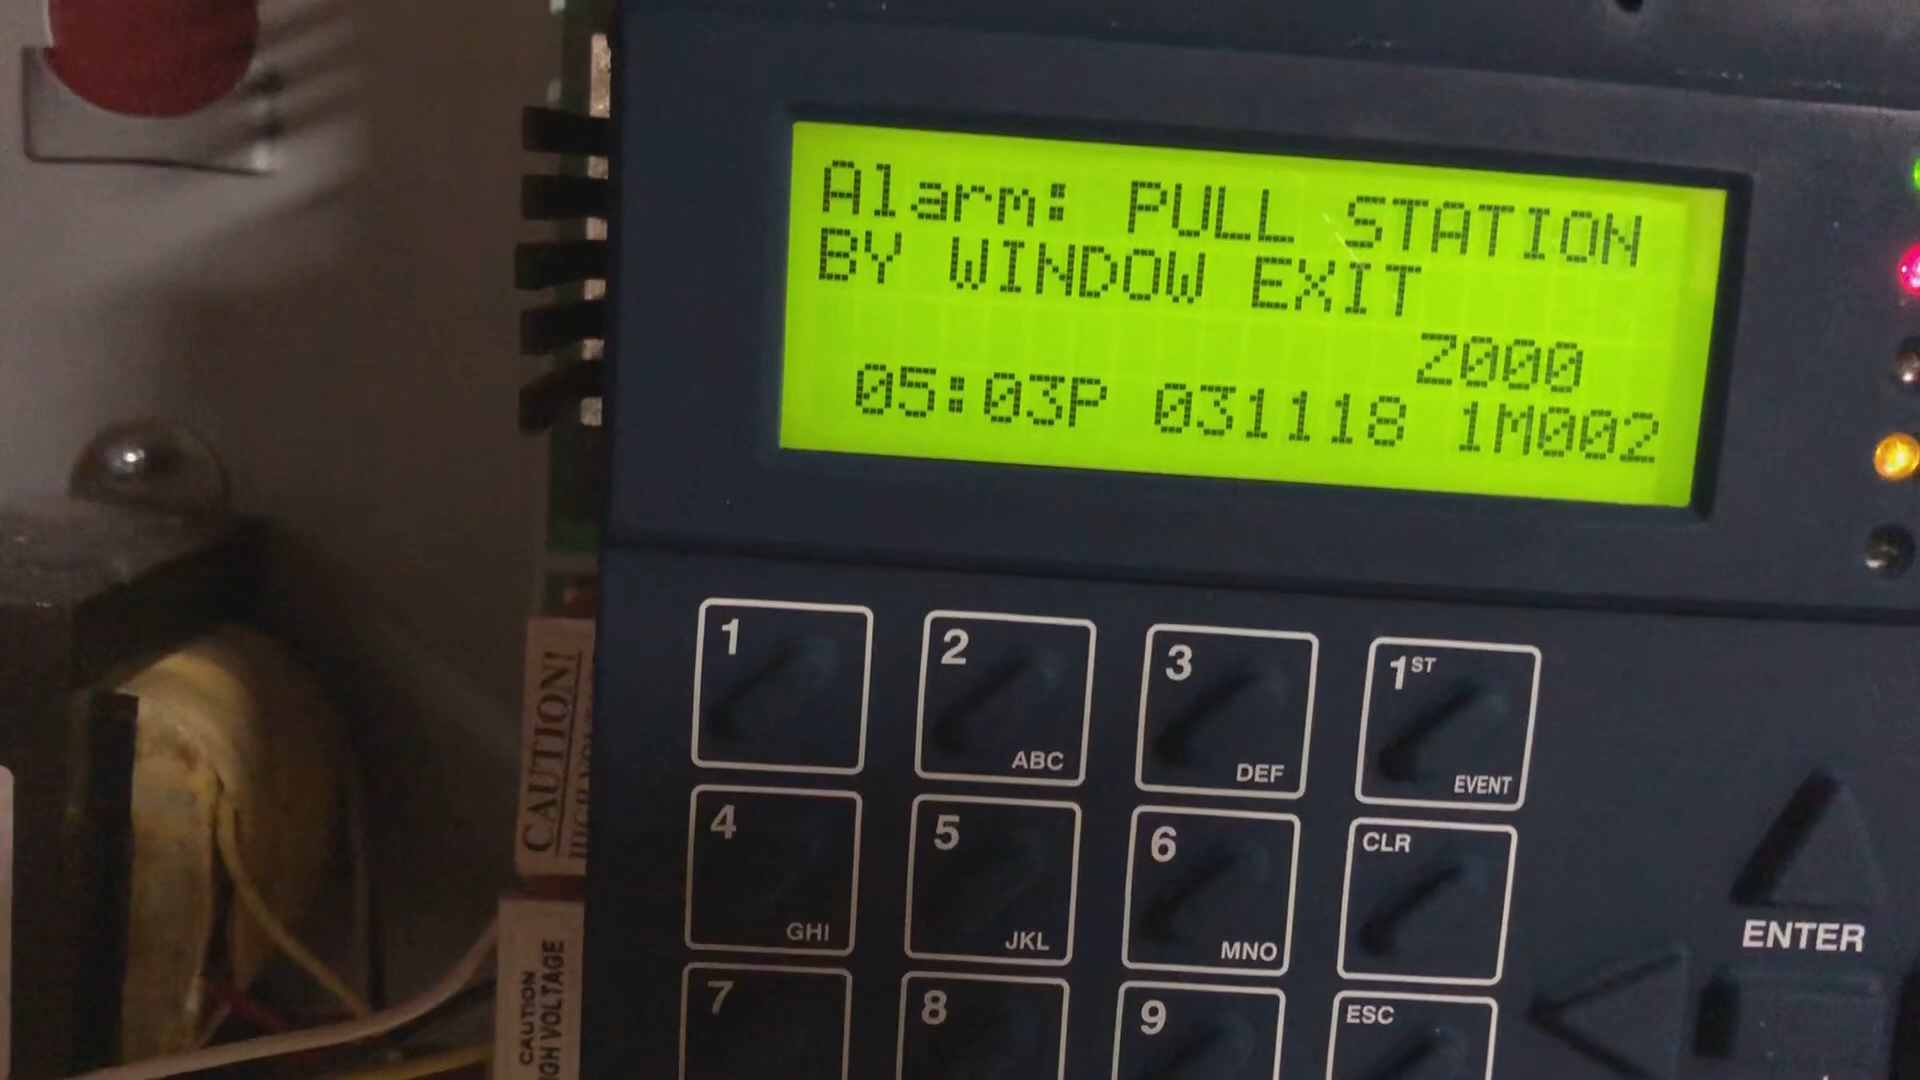 Alarm: PULL STATION
BY WINDOW EXIT
Z000
05:03P 031118 1M002
1
2 ABC
3 DEF
1ST EVENT
4 GHI
5 JKL
6 MNO
CLR
ENTER
7
8
9
ESC
CAUTION!
CAUTION
HIGH VOLTAGE